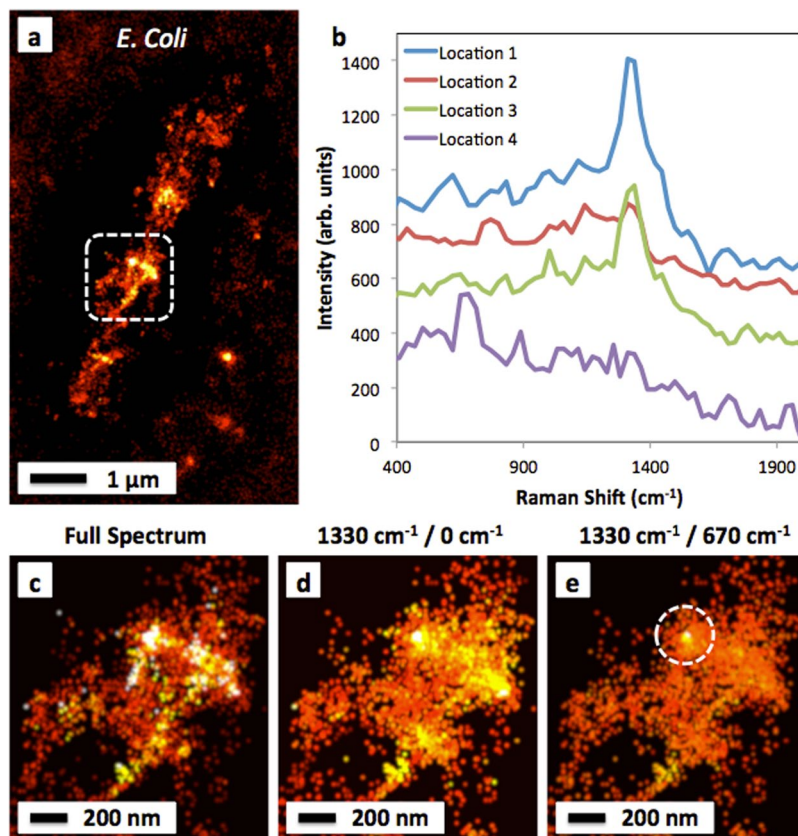 a
E. Coli
1 μm
b
Location 1
Location 2
Location 3
Location 4
1400
1200
1000
800
600
400
200
0
Intensity (arb. units)
400
900
1400
1900
Raman Shift (cm⁻¹)
Full Spectrum
1330 cm⁻¹ / 0 cm⁻¹
1330 cm⁻¹ / 670 cm⁻¹
c
200 nm
d
200 nm
e
200 nm